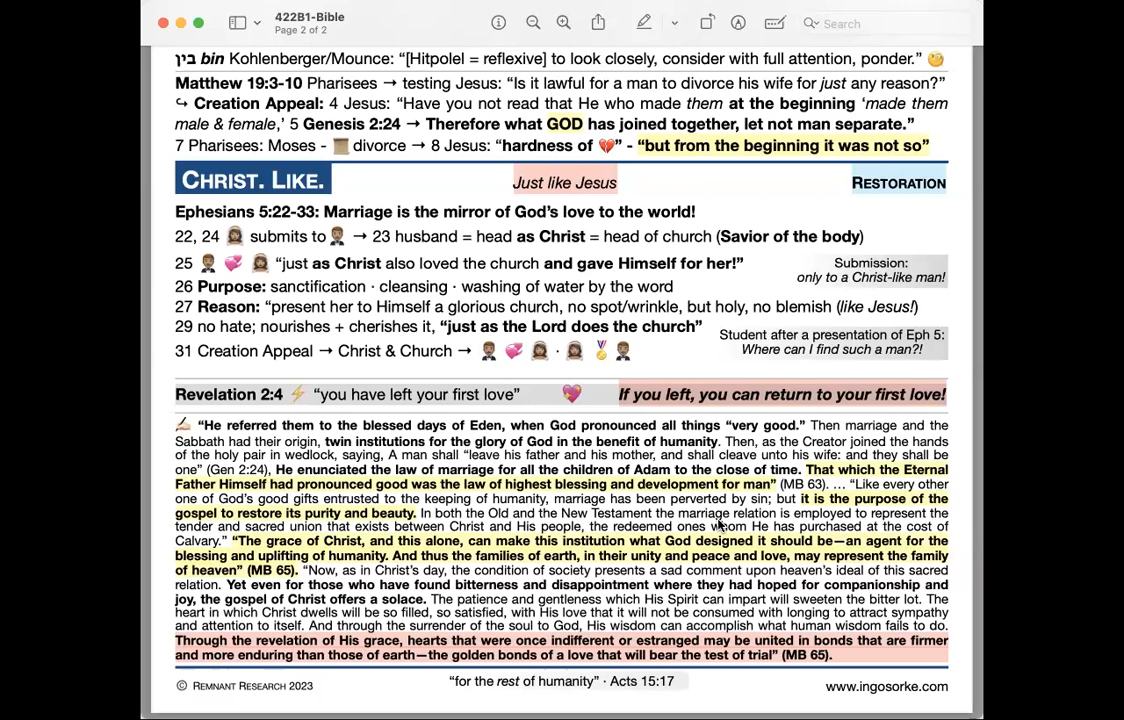 422B1-Bible
Page 2 of 2
Search
בין bin Kohlenberger/Mounce: “[Hitpolel = reflexive] to look closely, consider with full attention, ponder.” 🧐
Matthew 19:3-10 Pharisees → testing Jesus: “Is it lawful for a man to divorce his wife for just any reason?”
↪ Creation Appeal: 4 Jesus: “Have you not read that He who made them at the beginning ‘made them
male & female,’ 5 Genesis 2:24 → Therefore what GOD has joined together, let not man separate.”
7 Pharisees: Moses - 📜 divorce → 8 Jesus: “hardness of 💔” - “but from the beginning it was not so”
CHRIST. LIKE. Just like Jesus RESTORATION
Ephesians 5:22-33: Marriage is the mirror of God’s love to the world!
22, 24 👰🏽 submits to 🤵🏽 → 23 husband = head as Christ = head of church (Savior of the body)
25 🤵🏽 💞 👰🏽 “just as Christ also loved the church and gave Himself for her!”
Submission:
only to a Christ-like man!
26 Purpose: sanctification · cleansing · washing of water by the word
27 Reason: “present her to Himself a glorious church, no spot/wrinkle, but holy, no blemish (like Jesus!)
29 no hate; nourishes + cherishes it, “just as the Lord does the church”
Student after a presentation of Eph 5:
Where can I find such a man?!
31 Creation Appeal → Christ & Church → 🤵🏽 💞 👰🏽 · 👰🏽 🏅 🤵🏽
Revelation 2:4 ⚡ “you have left your first love” 💖 If you left, you can return to your first love!
✍🏼 “He referred them to the blessed days of Eden, when God pronounced all things “very good.” Then marriage and the
Sabbath had their origin, twin institutions for the glory of God in the benefit of humanity. Then, as the Creator joined the hands
of the holy pair in wedlock, saying, A man shall “leave his father and his mother, and shall cleave unto his wife: and they shall be
one” (Gen 2:24), He enunciated the law of marriage for all the children of Adam to the close of time. That which the Eternal
Father Himself had pronounced good was the law of highest blessing and development for man” (MB 63). … “Like every other
one of God’s good gifts entrusted to the keeping of humanity, marriage has been perverted by sin; but it is the purpose of the
gospel to restore its purity and beauty. In both the Old and the New Testament the marriage relation is employed to represent the
tender and sacred union that exists between Christ and His people, the redeemed ones whom He has purchased at the cost of
Calvary.” “The grace of Christ, and this alone, can make this institution what God designed it should be—an agent for the
blessing and uplifting of humanity. And thus the families of earth, in their unity and peace and love, may represent the family
of heaven” (MB 65). “Now, as in Christ’s day, the condition of society presents a sad comment upon heaven’s ideal of this sacred
relation. Yet even for those who have found bitterness and disappointment where they had hoped for companionship and
joy, the gospel of Christ offers a solace. The patience and gentleness which His Spirit can impart will sweeten the bitter lot. The
heart in which Christ dwells will be so filled, so satisfied, with His love that it will not be consumed with longing to attract sympathy
and attention to itself. And through the surrender of the soul to God, His wisdom can accomplish what human wisdom fails to do.
Through the revelation of His grace, hearts that were once indifferent or estranged may be united in bonds that are firmer
and more enduring than those of earth—the golden bonds of a love that will bear the test of trial” (MB 65).
© REMNANT RESEARCH 2023 “for the rest of humanity” · Acts 15:17 www.ingosorke.com